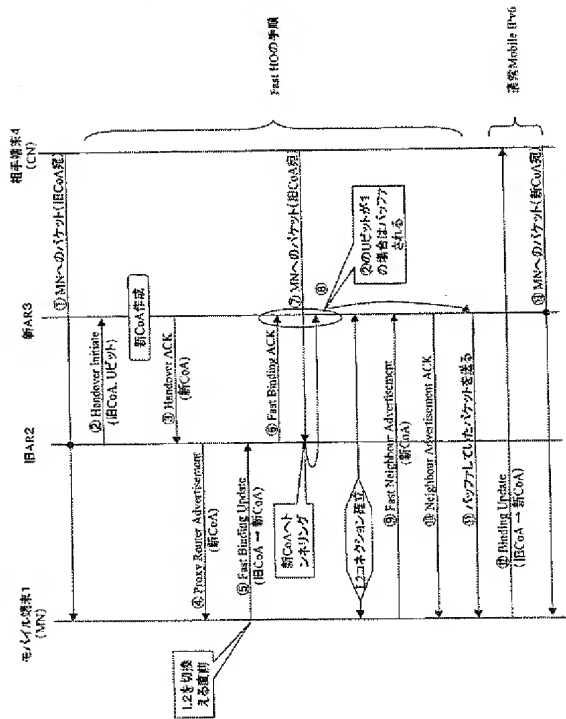 モバイル端末1
(MN)
旧AR2
新AR3
相手端末4
(CN)
① MNへのパケット(旧CoA宛)
② Handover Initiate
(旧CoA, Uビット)
新CoA作成
③ Handover ACK
(新CoA)
④ Proxy Router Advertisement
(新CoA)
L2を切換
える直前
⑤ Fast Binding Update
(旧CoA → 新CoA)
⑥ Fast Binding ACK
⑦ MNへのパケット(旧CoA宛)
新CoAへト
ンネリング
⑧
②のUビットが1
の場合はバッファ
される
L2コネクション確立
⑨ Fast Neighbour Advertisement
(新CoA)
⑩ Neighbour Advertisement ACK
⑪ バッファしていたパケットを送る
⑫ Binding Update
(旧CoA → 新CoA)
⑬ MNへのパケット(新CoA宛)
Fast HOの手順
通常Mobile IPv6